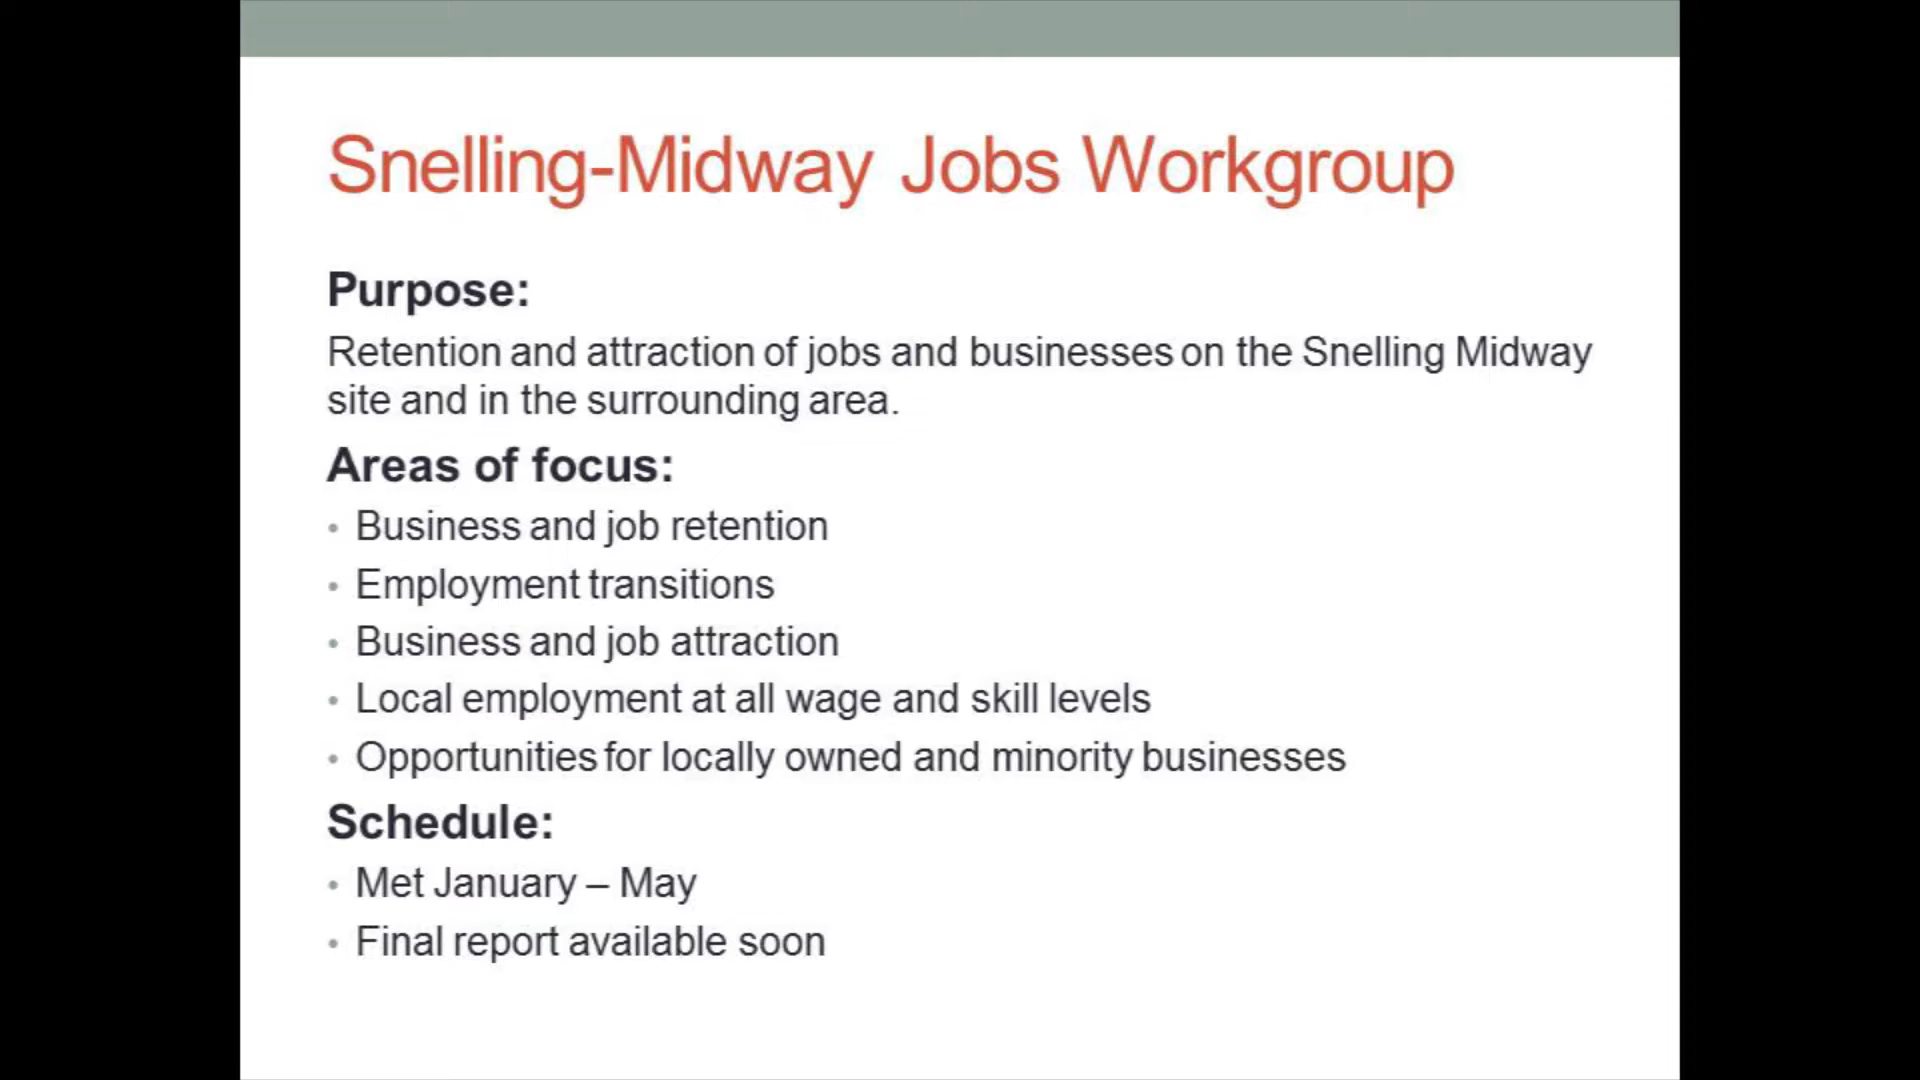 Snelling-Midway Jobs Workgroup
Purpose:
Retention and attraction of jobs and businesses on the Snelling Midway
site and in the surrounding area.
Areas of focus:
• Business and job retention
• Employment transitions
• Business and job attraction
• Local employment at all wage and skill levels
• Opportunities for locally owned and minority businesses
Schedule:
• Met January – May
• Final report available soon